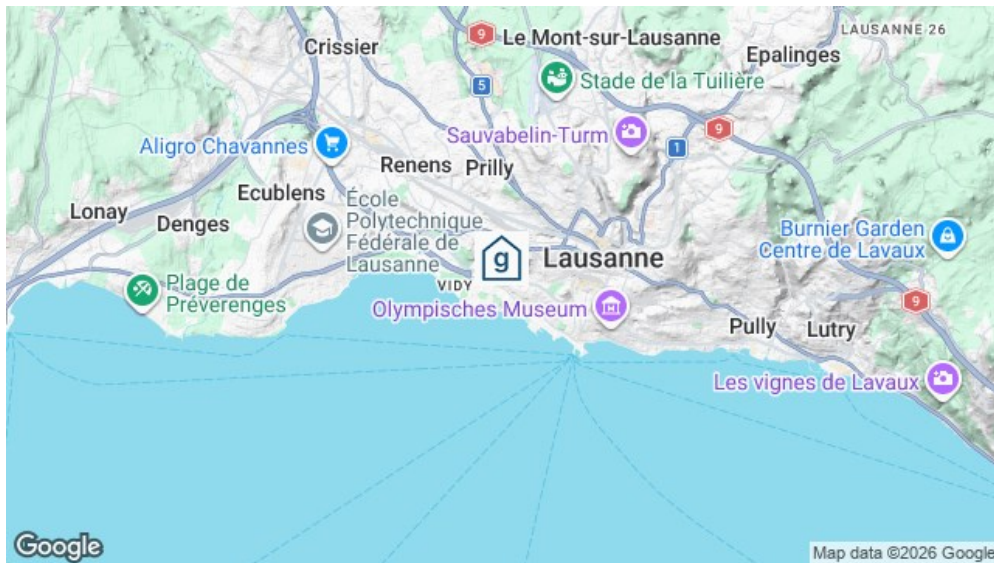 LAUSANNE 26
9
Le Mont-sur-Lausanne
Crissier
Epalinges
5
Stade de la Tuilière
Sauvabelin-Turm
9
Aligro Chavannes
1
Renens
Prilly
Ecublens
École
Polytechnique
Fédérale de
Lausanne
Lonay
Denges
Burnier Garden
Centre de Lavaux
g
Lausanne
VIDY
Plage de
Préverenges
Olympisches Museum
9
Pully
Lutry
Les vignes de Lavaux
Google
Map data ©2026 Google